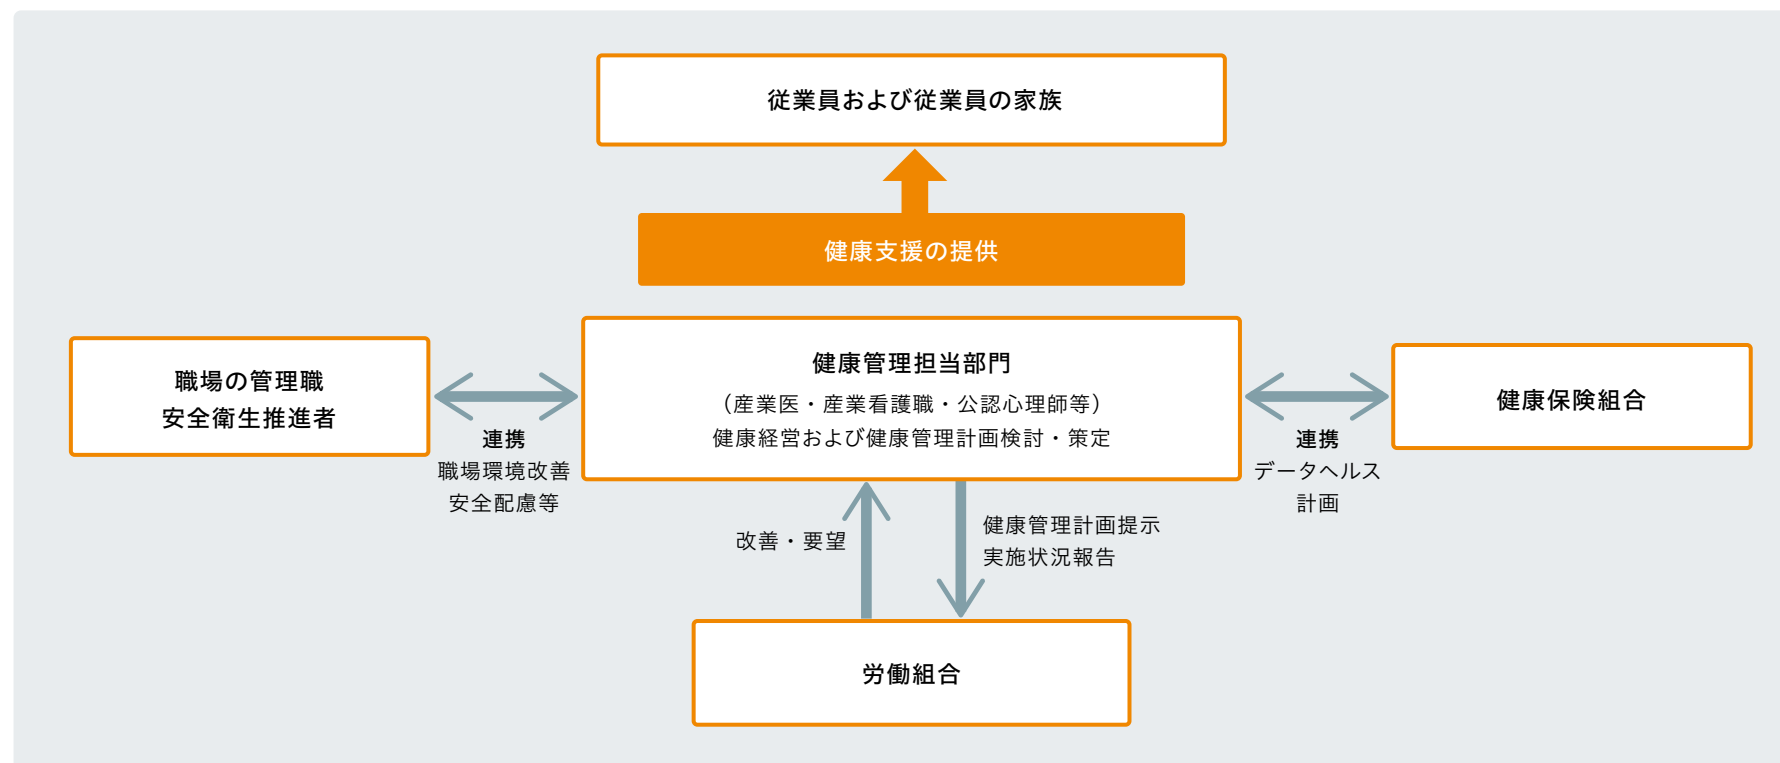 従業員および従業員の家族
健康支援の提供
職場の管理職
安全衛生推進者
連携
職場環境改善
安全配慮等
健康管理担当部門
（産業医・産業看護職・公認心理師等）
健康経営および健康管理計画検討・策定
連携
データヘルス
計画
健康保険組合
改善・要望
健康管理計画提示
実施状況報告
労働組合